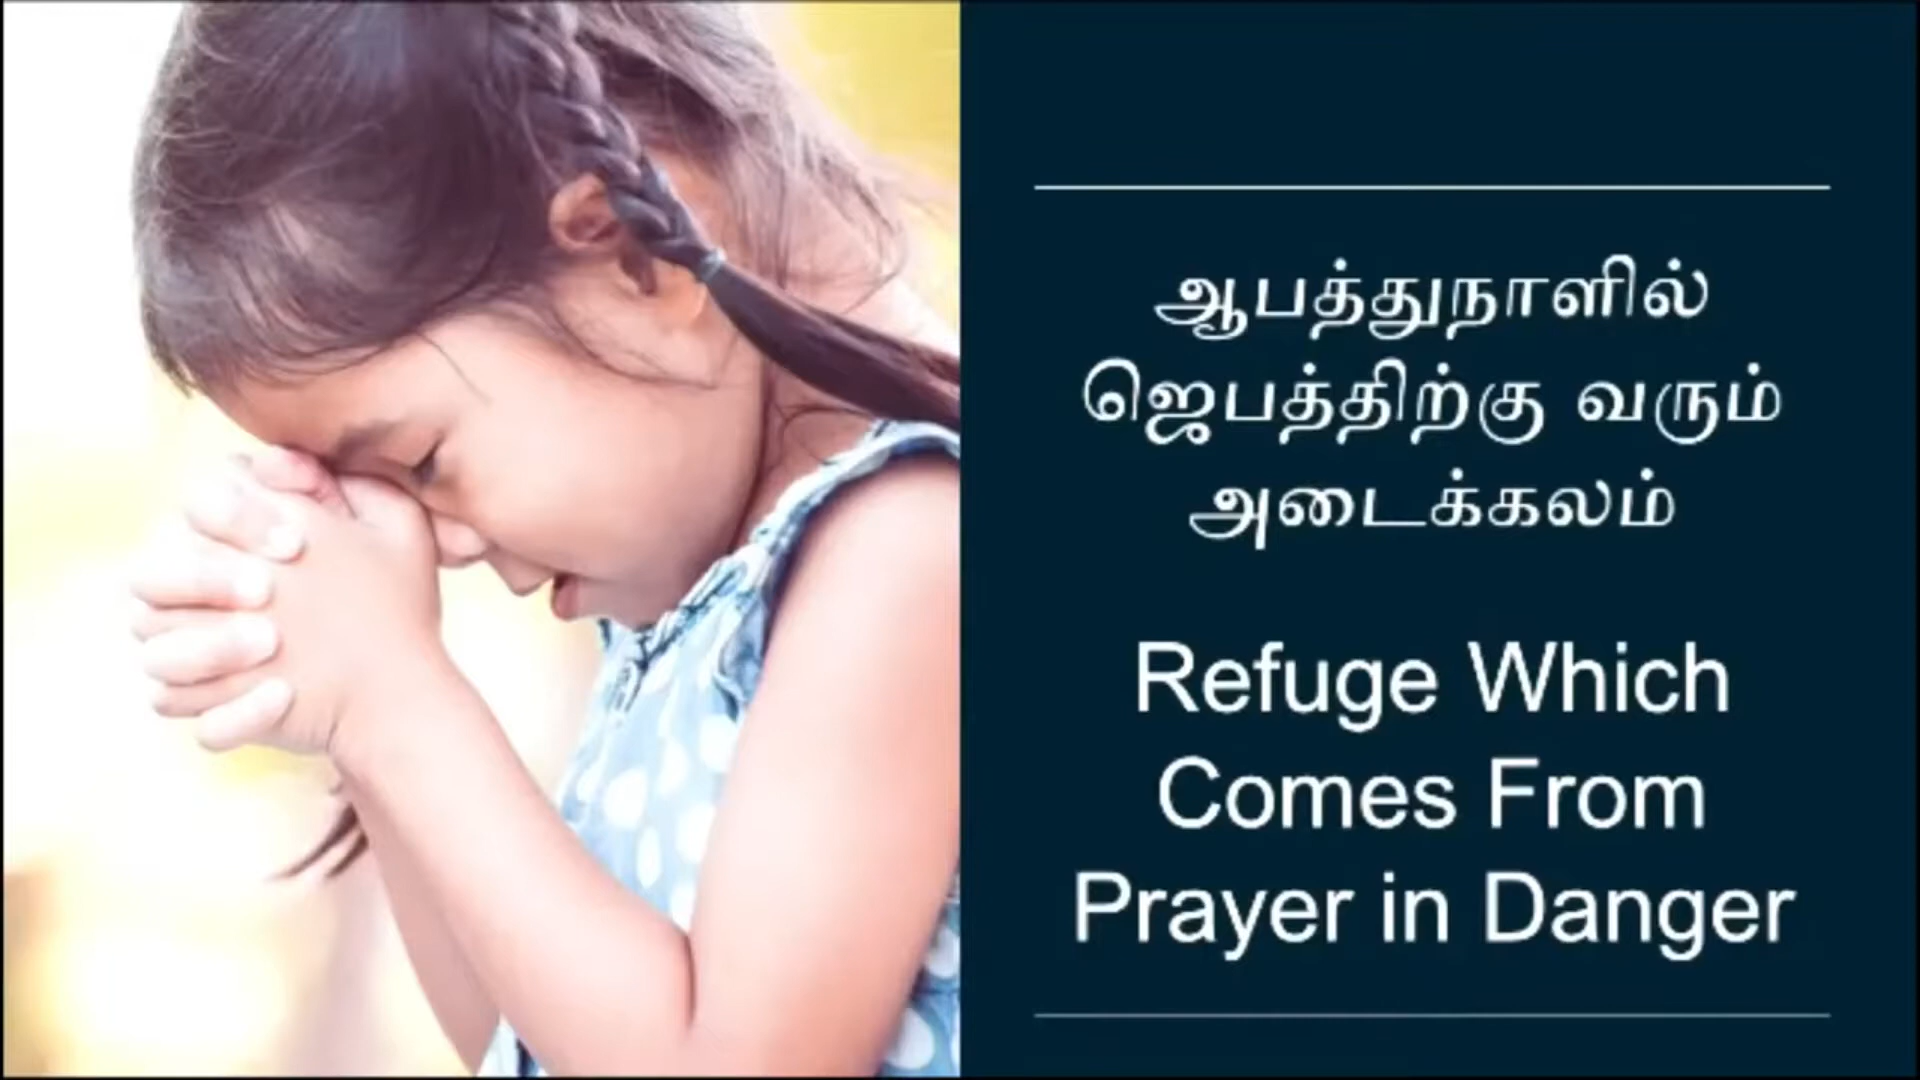 ஆபத்துநாளில்
ஜெபத்திற்கு வரும்
அடைக்கலம்
Refuge Which
Comes From
Prayer in Danger